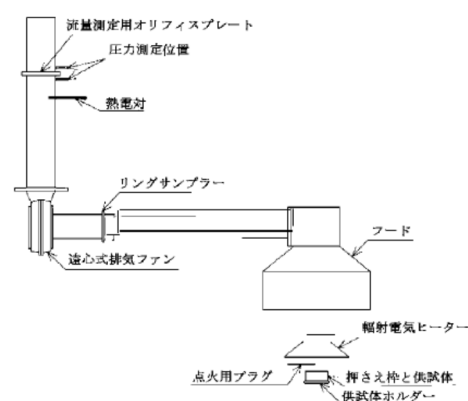 流量測定用オリフィスプレート
圧力測定位置
熱電対
リングサンプラー
フード
遠心式排気ファン
輻射電気ヒーター
点火用プラグ
押さえ枠と供試体
供試体ホルダー